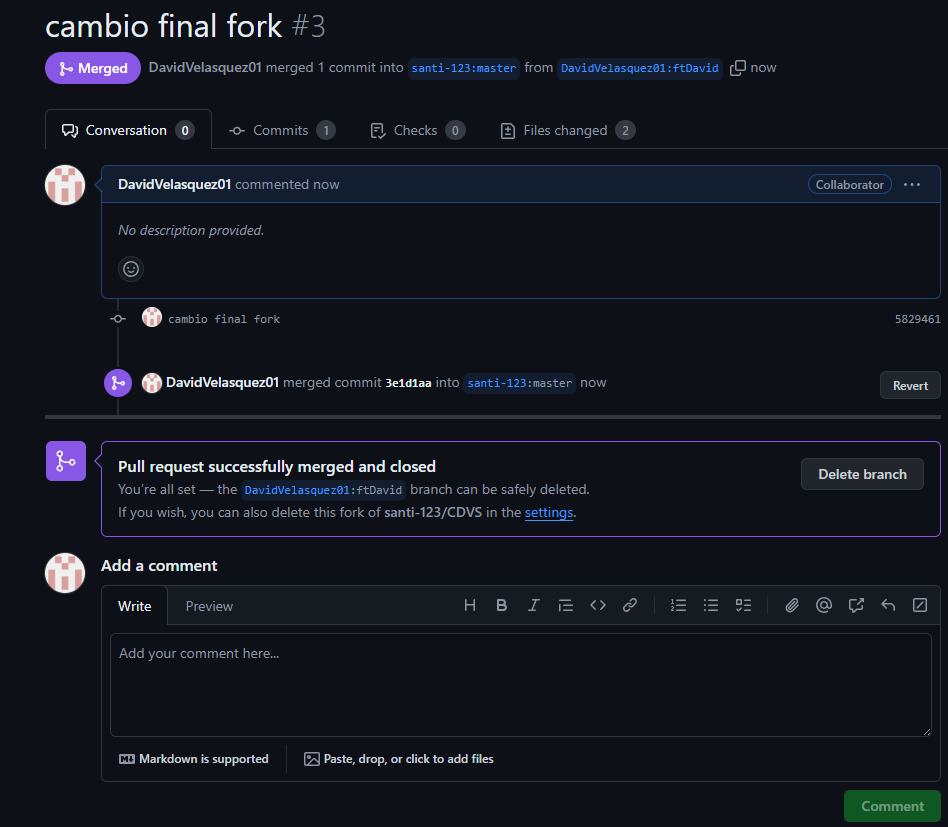 cambio final fork #3
Merged DavidVelasquez01 merged 1 commit into santi-123:master from DavidVelasquez01:ftDavid now
Conversation 0 Commits 1 Checks 0 Files changed 2
DavidVelasquez01 commented now Collaborator
No description provided.
cambio final fork 5829461
DavidVelasquez01 merged commit 3e1d1aa into santi-123:master now Revert
Pull request successfully merged and closed
You're all set — the DavidVelasquez01:ftDavid branch can be safely deleted. Delete branch
If you wish, you can also delete this fork of santi-123/CDVS in the settings.
Add a comment
Write Preview
Add your comment here...
Markdown is supported Paste, drop, or click to add files
Comment